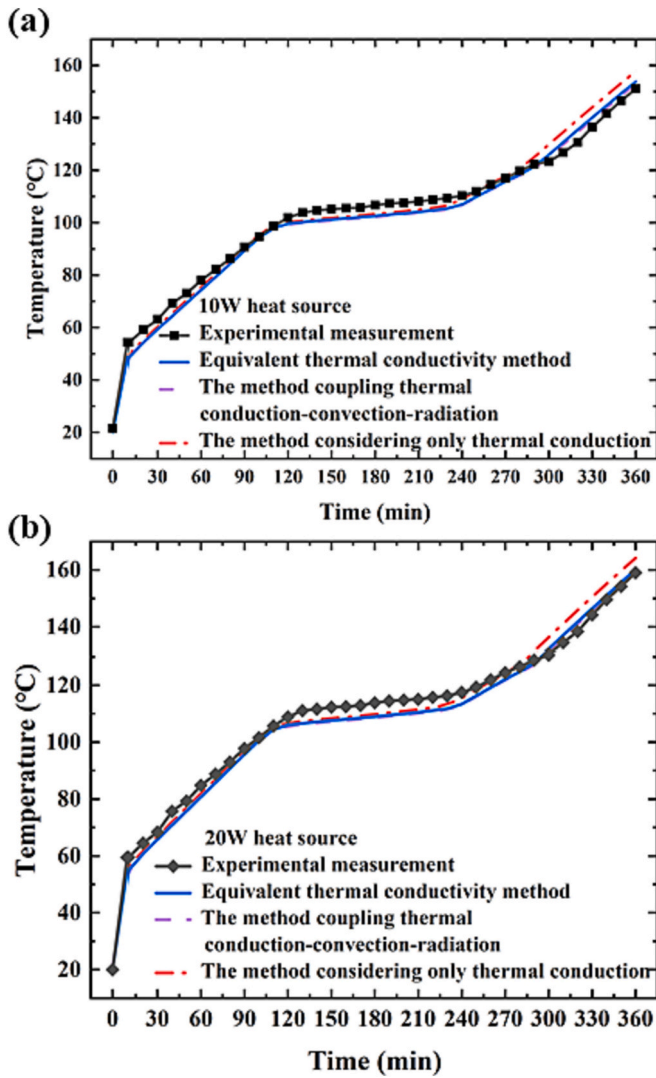 (a)
160
140
120
100
80
60
40
20
Temperature (°C)
10W heat source
Experimental measurement
Equivalent thermal conductivity method
The method coupling thermal
conduction-convection-radiation
The method considering only thermal conduction
0 30 60 90 120 150 180 210 240 270 300 330 360
Time (min)
(b)
160
140
120
100
80
60
40
20
Temperature (°C)
20W heat source
Experimental measurement
Equivalent thermal conductivity method
The method coupling thermal
conduction-convection-radiation
The method considering only thermal conduction
0 30 60 90 120 150 180 210 240 270 300 330 360
Time (min)